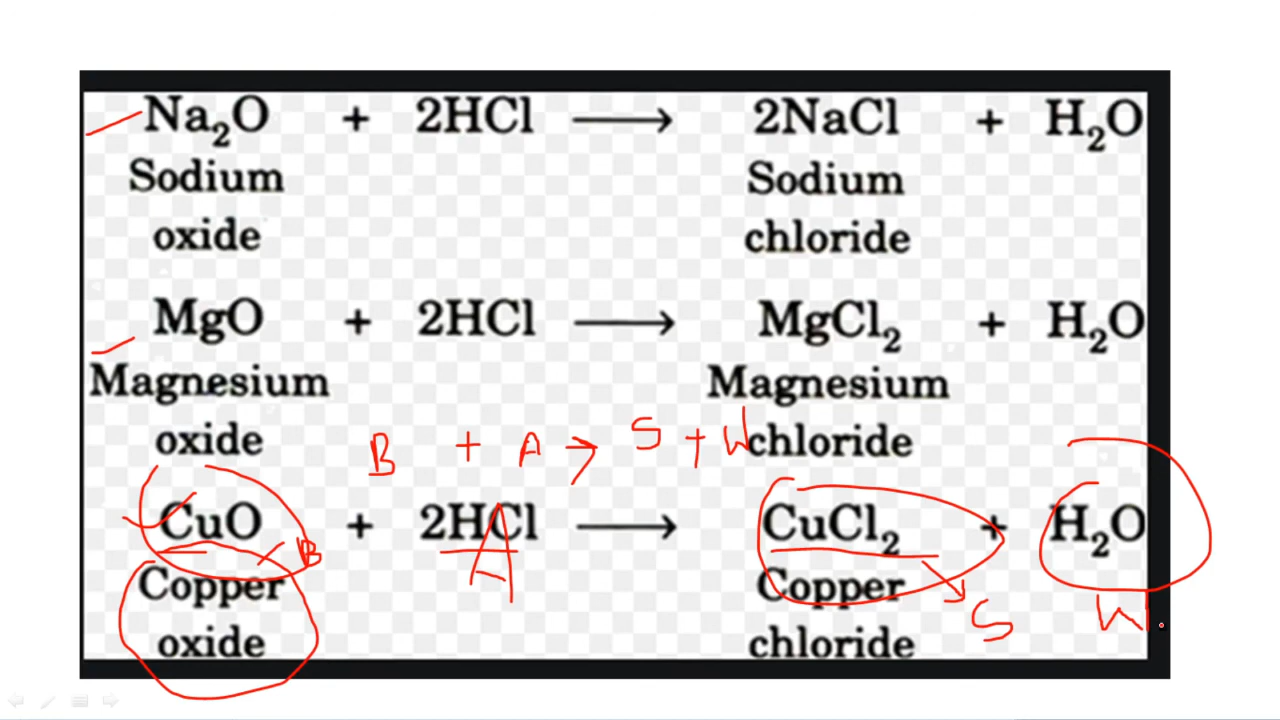 Na₂O + 2HCl ⟶ 2NaCl + H₂O
Sodium oxide
Sodium chloride
MgO + 2HCl ⟶ MgCl₂ + H₂O
Magnesium oxide
Magnesium chloride
B + A → S + W
CuO + 2HCl ⟶ CuCl₂ + H₂O
B
A
S
W
Copper oxide
Copper chloride